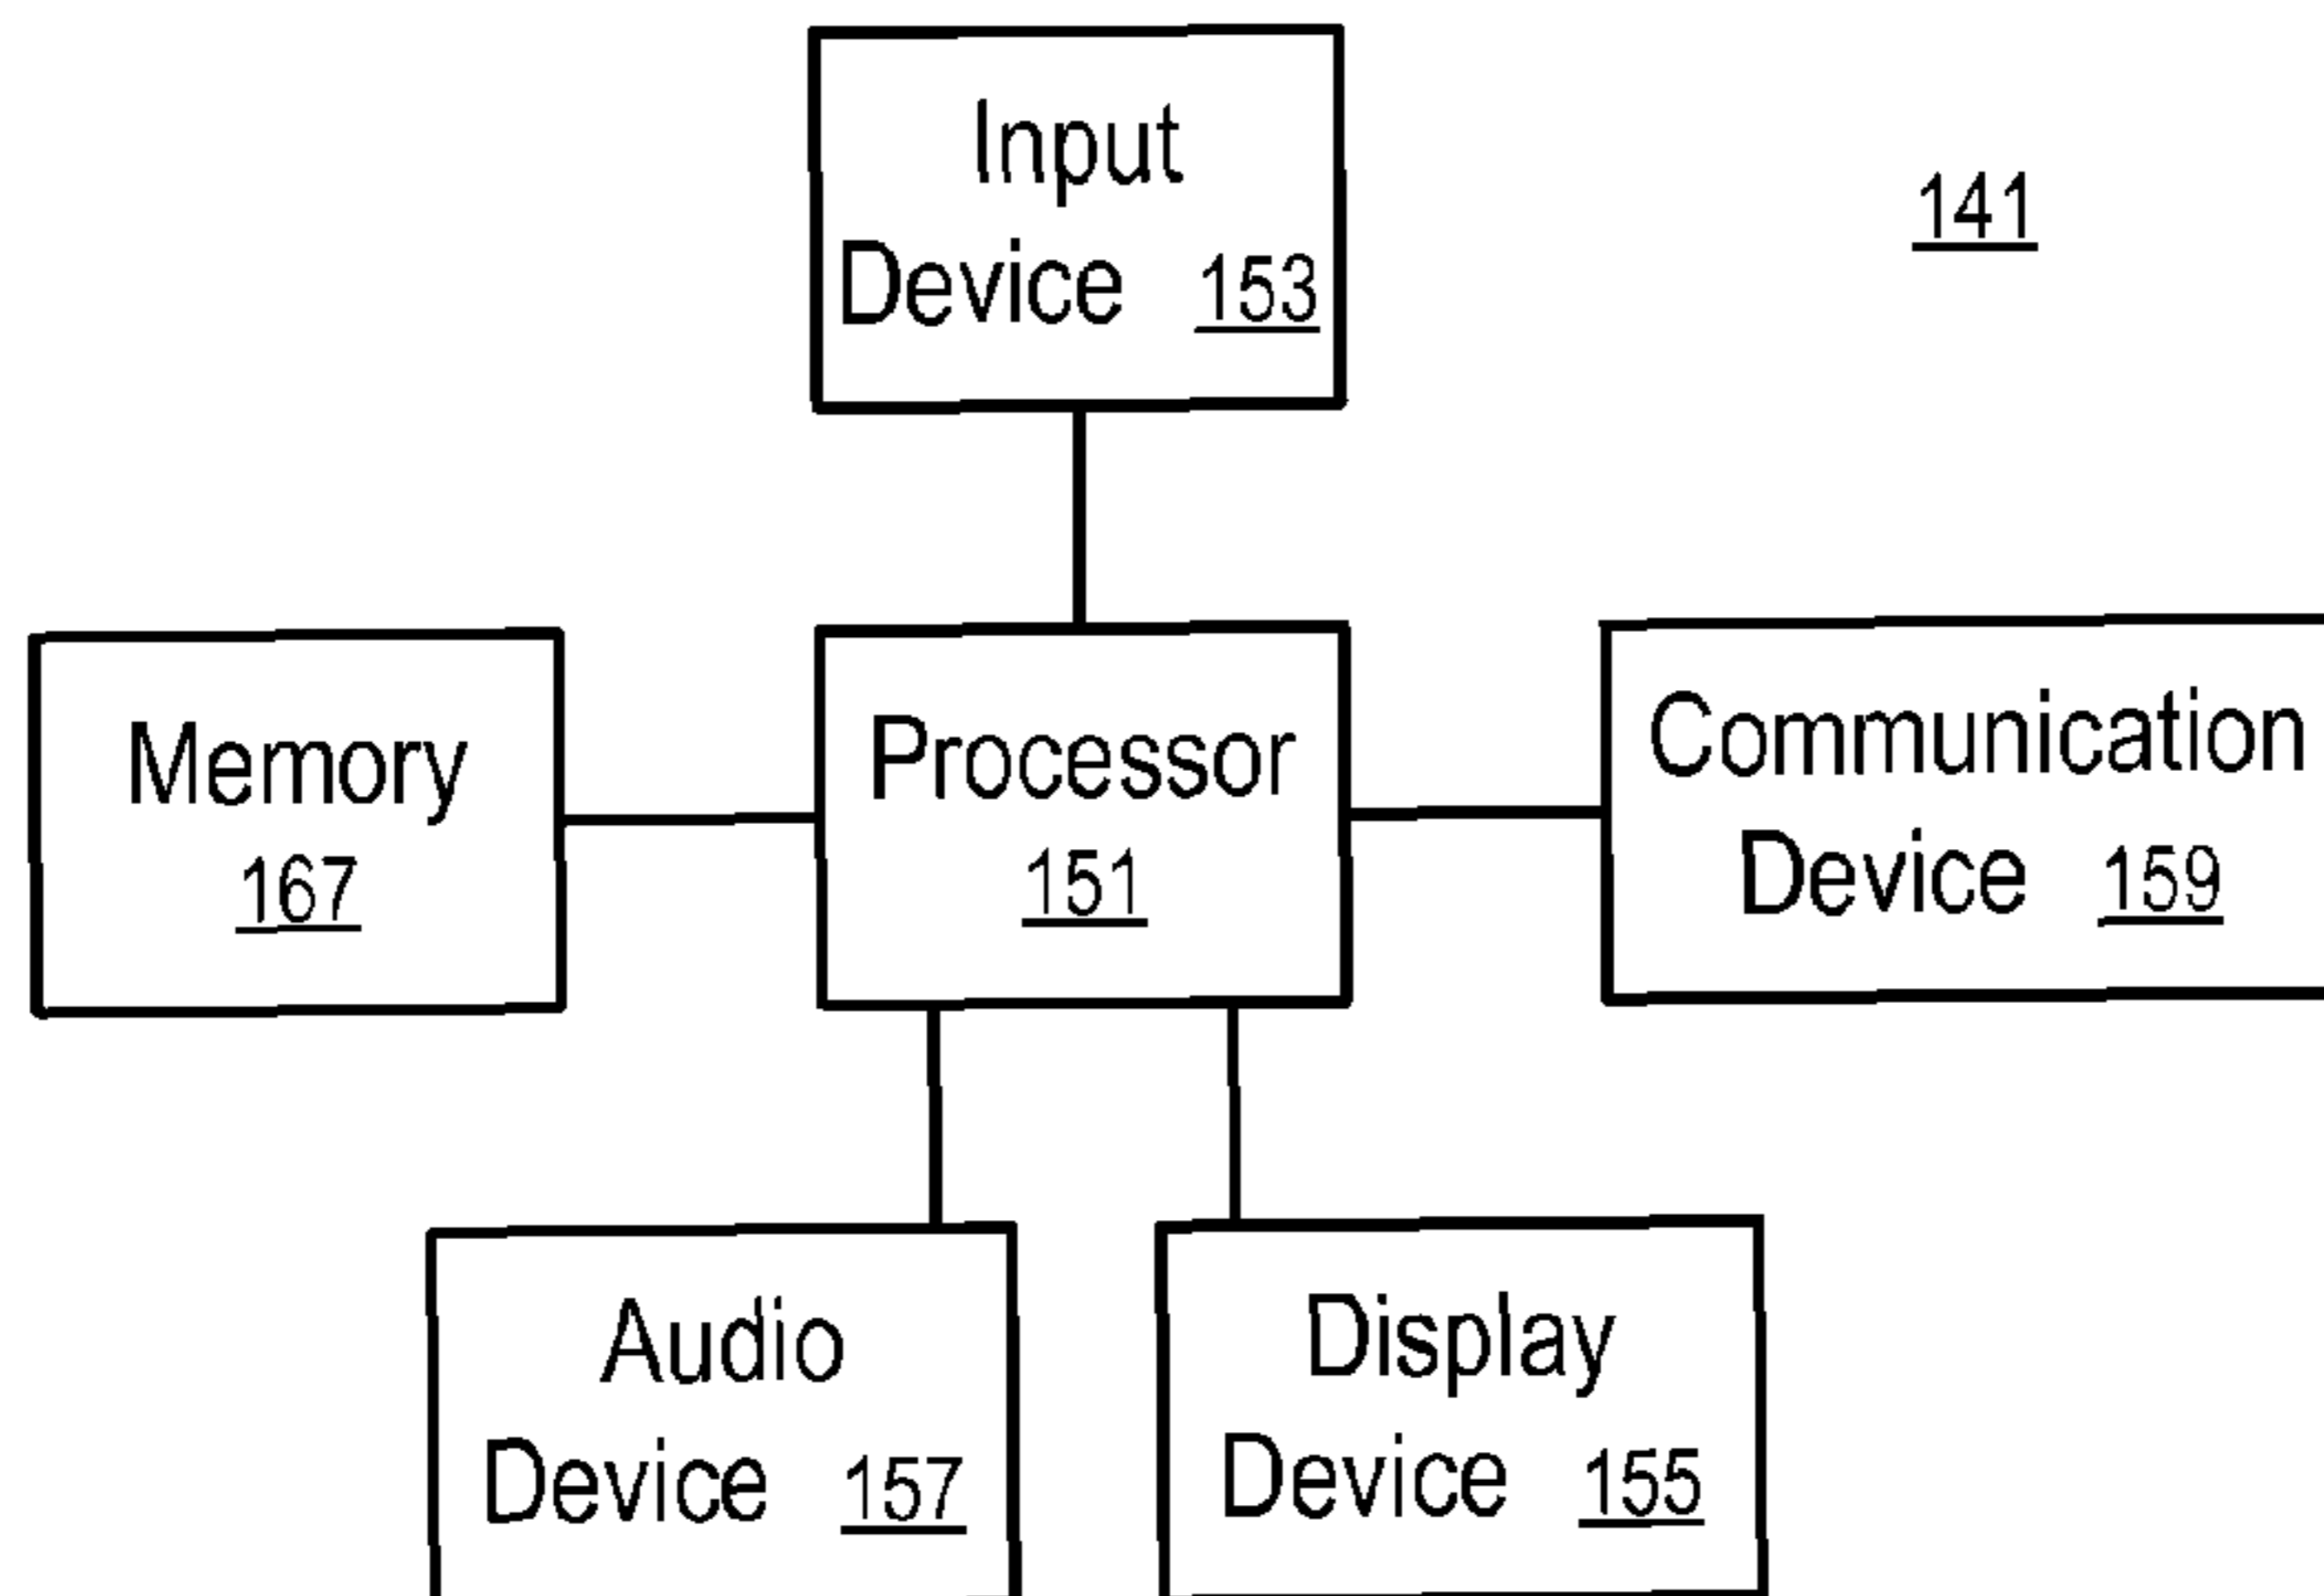 Input
Device 153
141
Memory
167
Processor
151
Communication
Device 159
Audio
Device 157
Display
Device 155